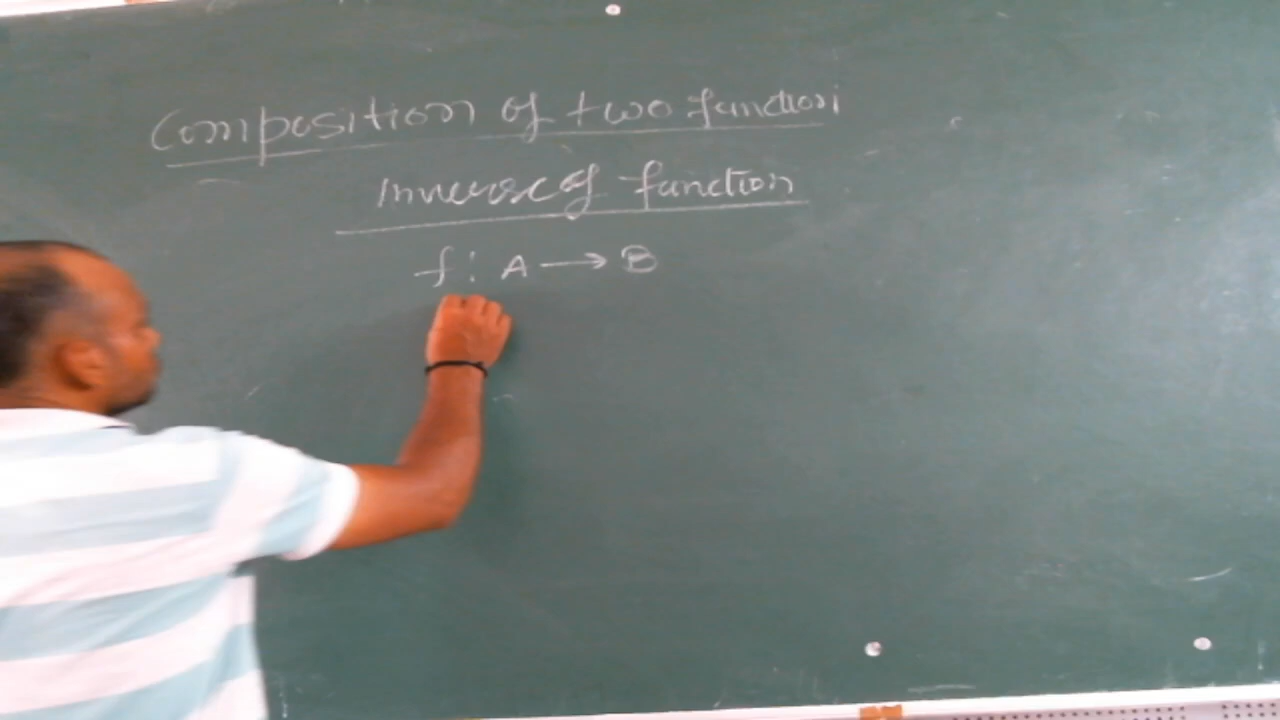 Composition of two function
Inverse of function
f : A → B